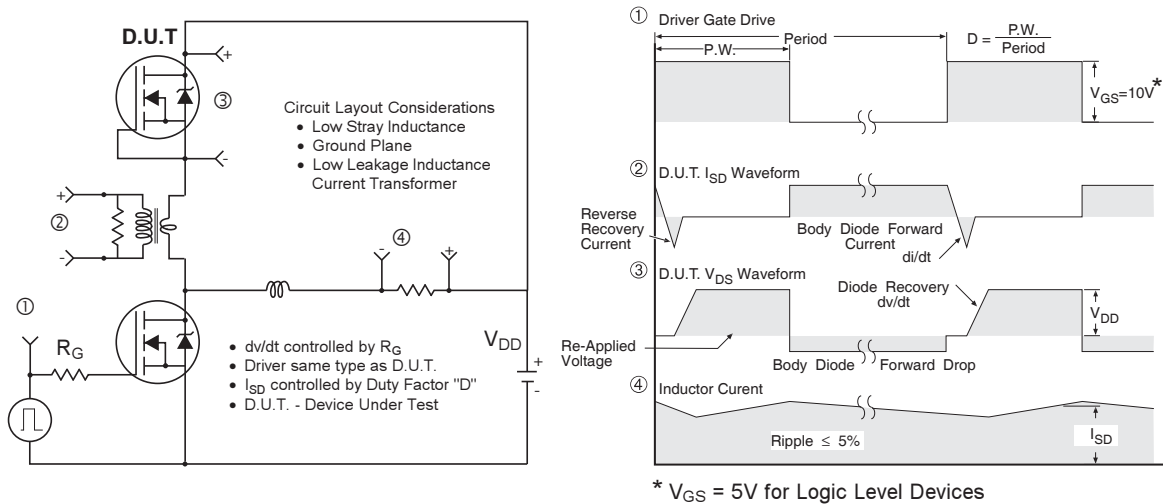 D.U.T
+
③
-
Circuit Layout Considerations
• Low Stray Inductance
• Ground Plane
• Low Leakage Inductance
Current Transformer
+
②
-
④
-
+
①
R_G
• dv/dt controlled by R_G
• Driver same type as D.U.T.
• I_SD controlled by Duty Factor "D"
• D.U.T. - Device Under Test
V_DD
+
-
① Driver Gate Drive
P.W.
Period
D = P.W. / Period
V_GS=10V *
② D.U.T. I_SD Waveform
Reverse
Recovery
Current
Body Diode Forward
Current
di/dt
③ D.U.T. V_DS Waveform
Diode Recovery
dv/dt
V_DD
Re-Applied
Voltage
Body Diode Forward Drop
④ Inductor Curent
Ripple ≤ 5%
I_SD
* V_GS = 5V for Logic Level Devices